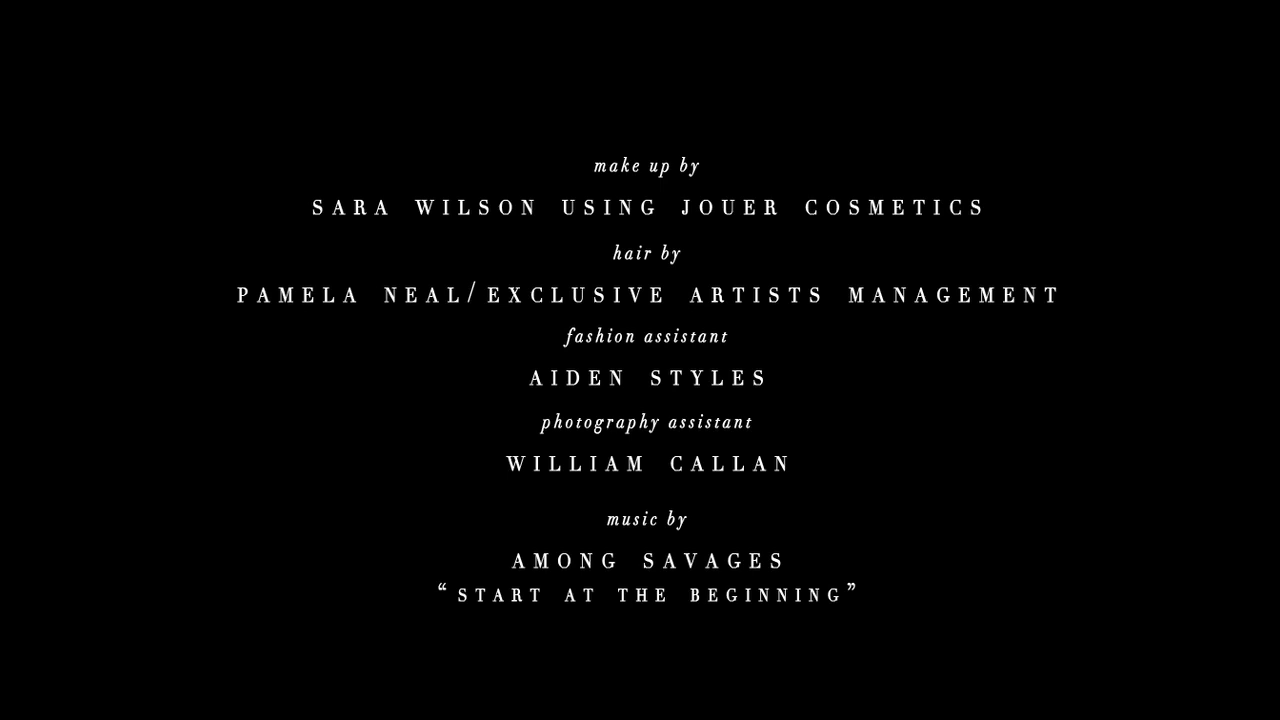 make up by
SARA WILSON USING JOUER COSMETICS
hair by
PAMELA NEAL/EXCLUSIVE ARTISTS MANAGEMENT
fashion assistant
AIDEN STYLES
photography assistant
WILLIAM CALLAN
music by
AMONG SAVAGES
“START AT THE BEGINNING”